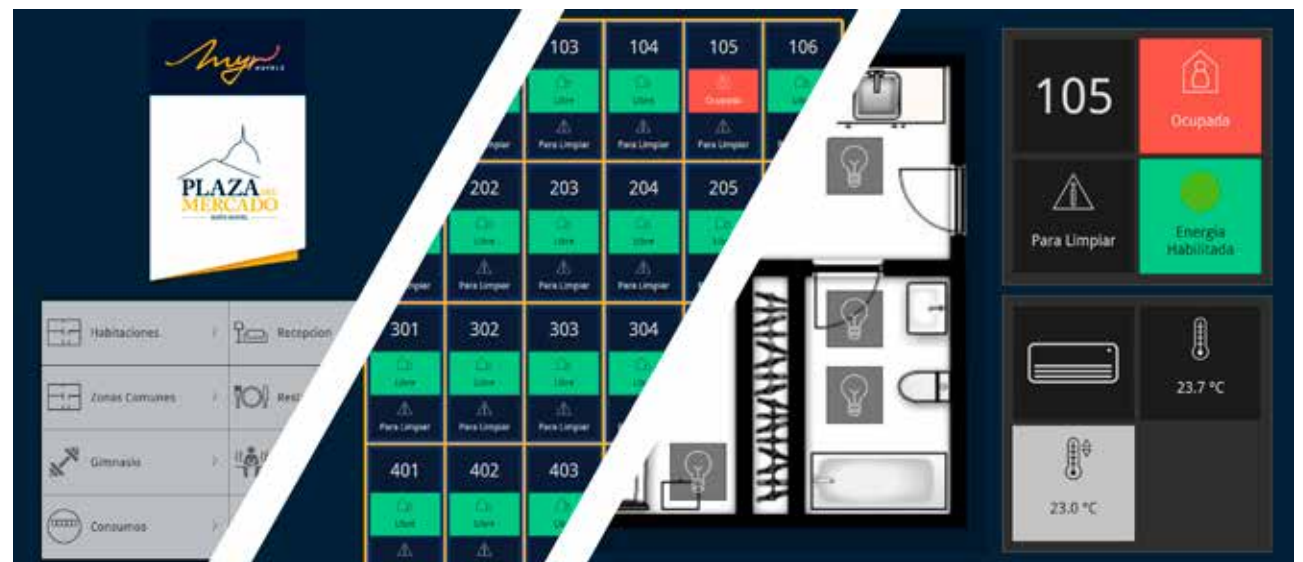 Myr
HOTELS
PLAZA DEL
MERCADO
Habitaciones
Recepcion
Zonas Comunes
Rest
Gimnasio
Consumos
103 104 105 106
Libre Libre Ocupada
Para Limpiar Para Limpiar Para Limpiar
202 203 204 205
Libre Libre Libre
Para Limpiar Para Limpiar Para Limpiar
301 302 303 304
Libre Libre Libre
Para Limpiar Para Limpiar Para Limpiar
401 402 403
Libre Libre
105
Ocupada
Para Limpiar
Energia
Habilitada
23.7 °C
23.0 °C